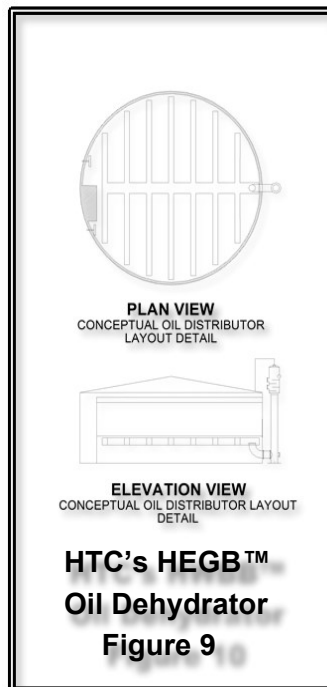 PLAN VIEW
CONCEPTUAL OIL DISTRIBUTOR
LAYOUT DETAIL
ELEVATION VIEW
CONCEPTUAL OIL DISTRIBUTOR LAYOUT
DETAIL
HTC's HEGB™
Oil Dehydrator
Figure 9